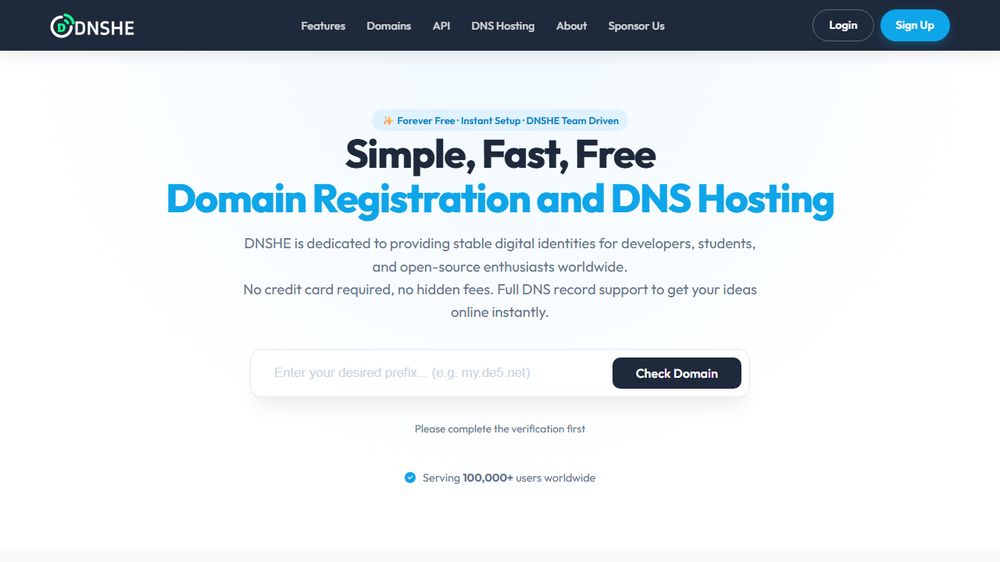 DNSHE
Features
Domains
API
DNS Hosting
About
Sponsor Us
Login
Sign Up
✨ Forever Free · Instant Setup · DNSHE Team Driven
Simple, Fast, Free
Domain Registration and DNS Hosting
DNSHE is dedicated to providing stable digital identities for developers, students,
and open-source enthusiasts worldwide.
No credit card required, no hidden fees. Full DNS record support to get your ideas
online instantly.
Enter your desired prefix... (e.g. my.de5.net)
Check Domain
Please complete the verification first
Serving 100,000+ users worldwide